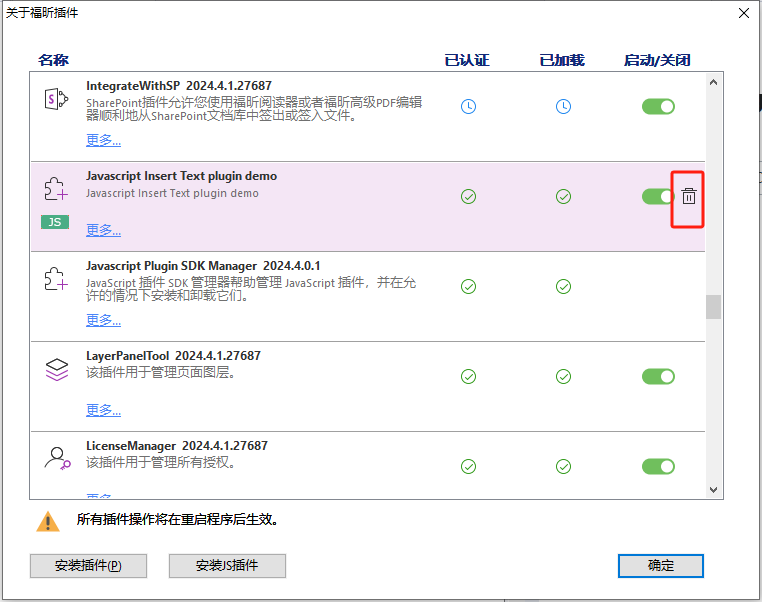 关于福昕插件
名称 已认证 已加载 启动/关闭
IntegrateWithSP 2024.4.1.27687
SharePoint插件允许您使用福昕阅读器或者福昕高级PDF编辑
器顺利地从SharePoint文档库中签出或签入文件。
更多...
Javascript Insert Text plugin demo
Javascript Insert Text plugin demo
JS
更多...
Javascript Plugin SDK Manager 2024.4.0.1
JavaScript 插件 SDK 管理器帮助管理 JavaScript 插件，并在允
许的情况下安装和卸载它们。
更多...
LayerPanelTool 2024.4.1.27687
该插件用于管理页面图层。
更多...
LicenseManager 2024.4.1.27687
该插件用于管理所有授权。
更多...
所有插件操作将在重启程序后生效。
安装插件(P) 安装JS插件 确定